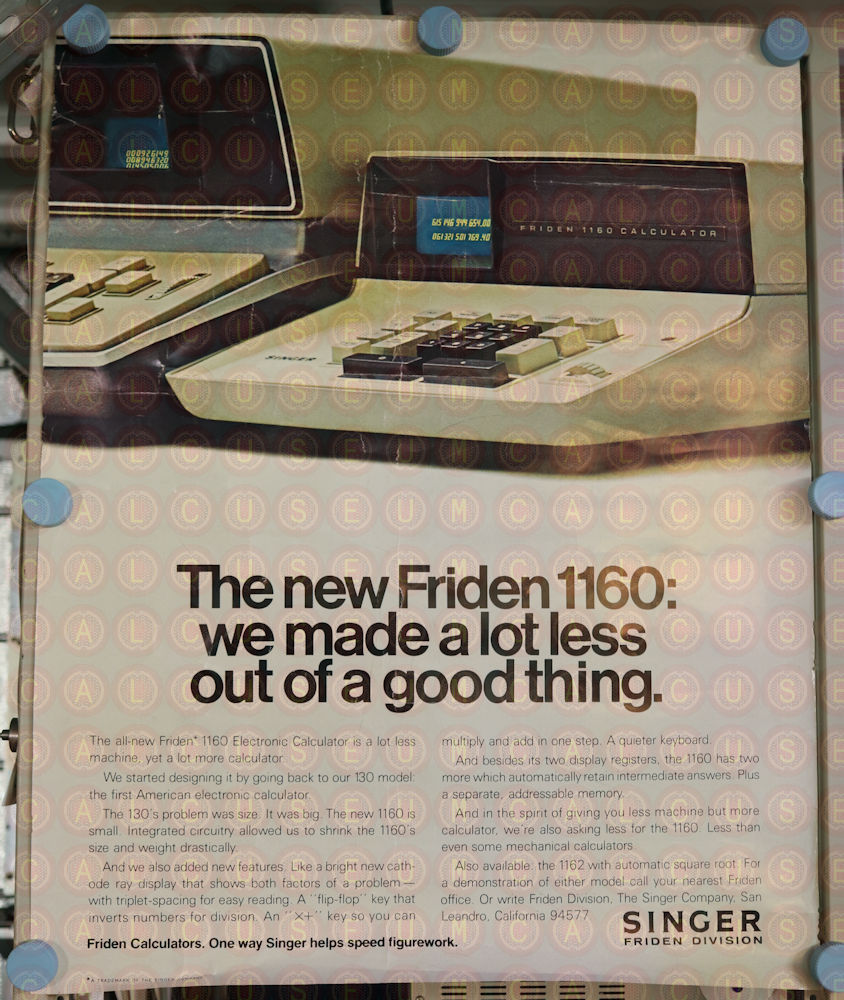 000926149
008946320
014505006
615 146 944 654.00
061 321 501 769.40
FRIDEN 1160 CALCULATOR
SINGER
The new Friden 1160:
we made a lot less
out of a good thing.
The all-new Friden* 1160 Electronic Calculator is a lot less
machine, yet a lot more calculator.
We started designing it by going back to our 130 model:
the first American electronic calculator.
The 130's problem was size. It was big. The new 1160 is
small. Integrated circuitry allowed us to shrink the 1160's
size and weight drastically.
And we also added new features. Like a bright new cath-
ode ray display that shows both factors of a problem—
with triplet-spacing for easy reading. A "flip-flop" key that
inverts numbers for division. An "X+" key so you can
multiply and add in one step. A quieter keyboard.
And besides its two display registers, the 1160 has two
more which automatically retain intermediate answers. Plus
a separate, addressable memory.
And in the spirit of giving you less machine but more
calculator, we're also asking less for the 1160. Less than
even some mechanical calculators.
Also available: the 1162 with automatic square root. For
a demonstration of either model call your nearest Friden
office. Or write Friden Division, The Singer Company, San
Leandro, California 94577
SINGER
FRIDEN DIVISION
Friden Calculators. One way Singer helps speed figurework.
*A TRADEMARK OF THE SINGER COMPANY
CALCUSEUM